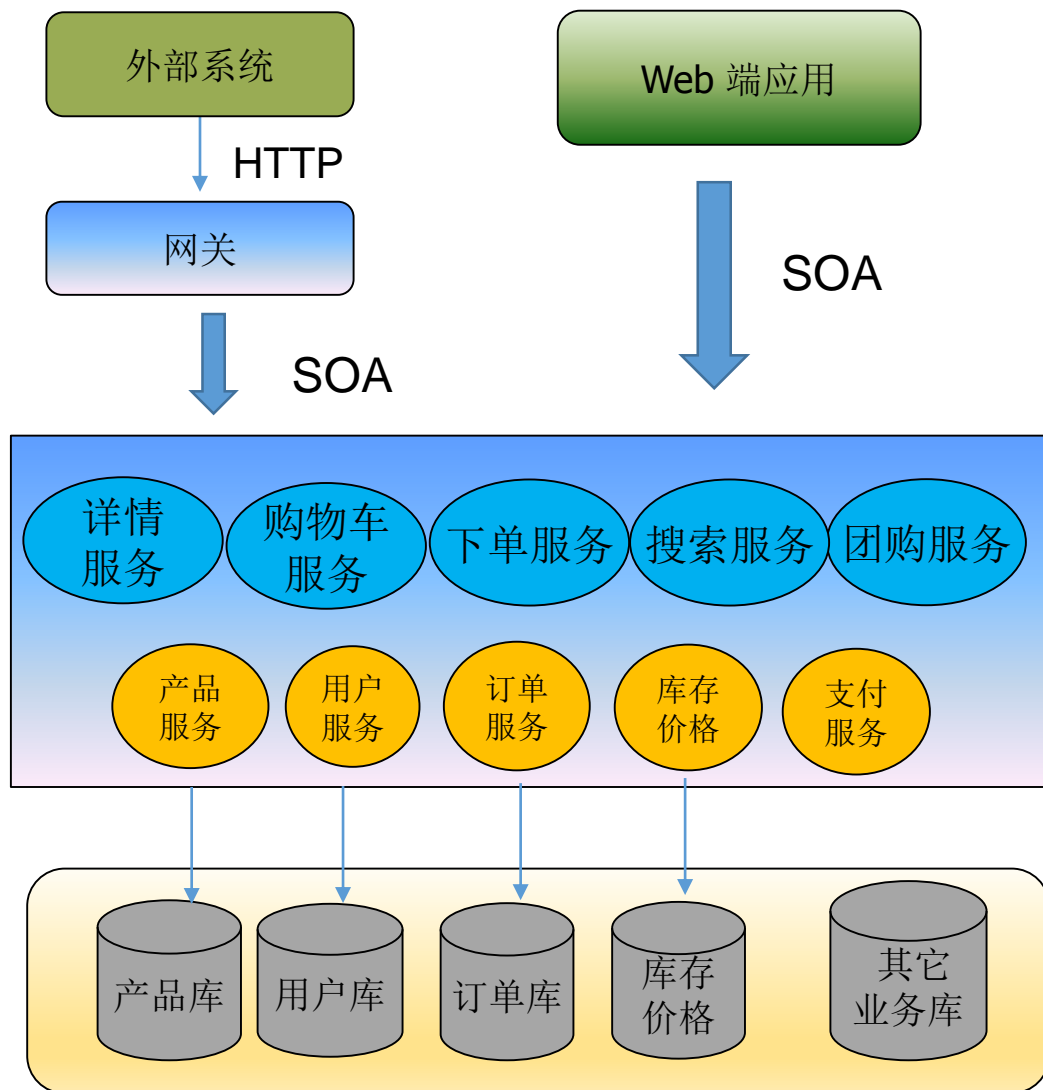 外部系统
Web 端应用
HTTP
网关
SOA
SOA
详情
服务
购物车
服务
下单服务
搜索服务
团购服务
产品
服务
用户
服务
订单
服务
库存
价格
支付
服务
产品库
用户库
订单库
库存
价格
其它
业务库